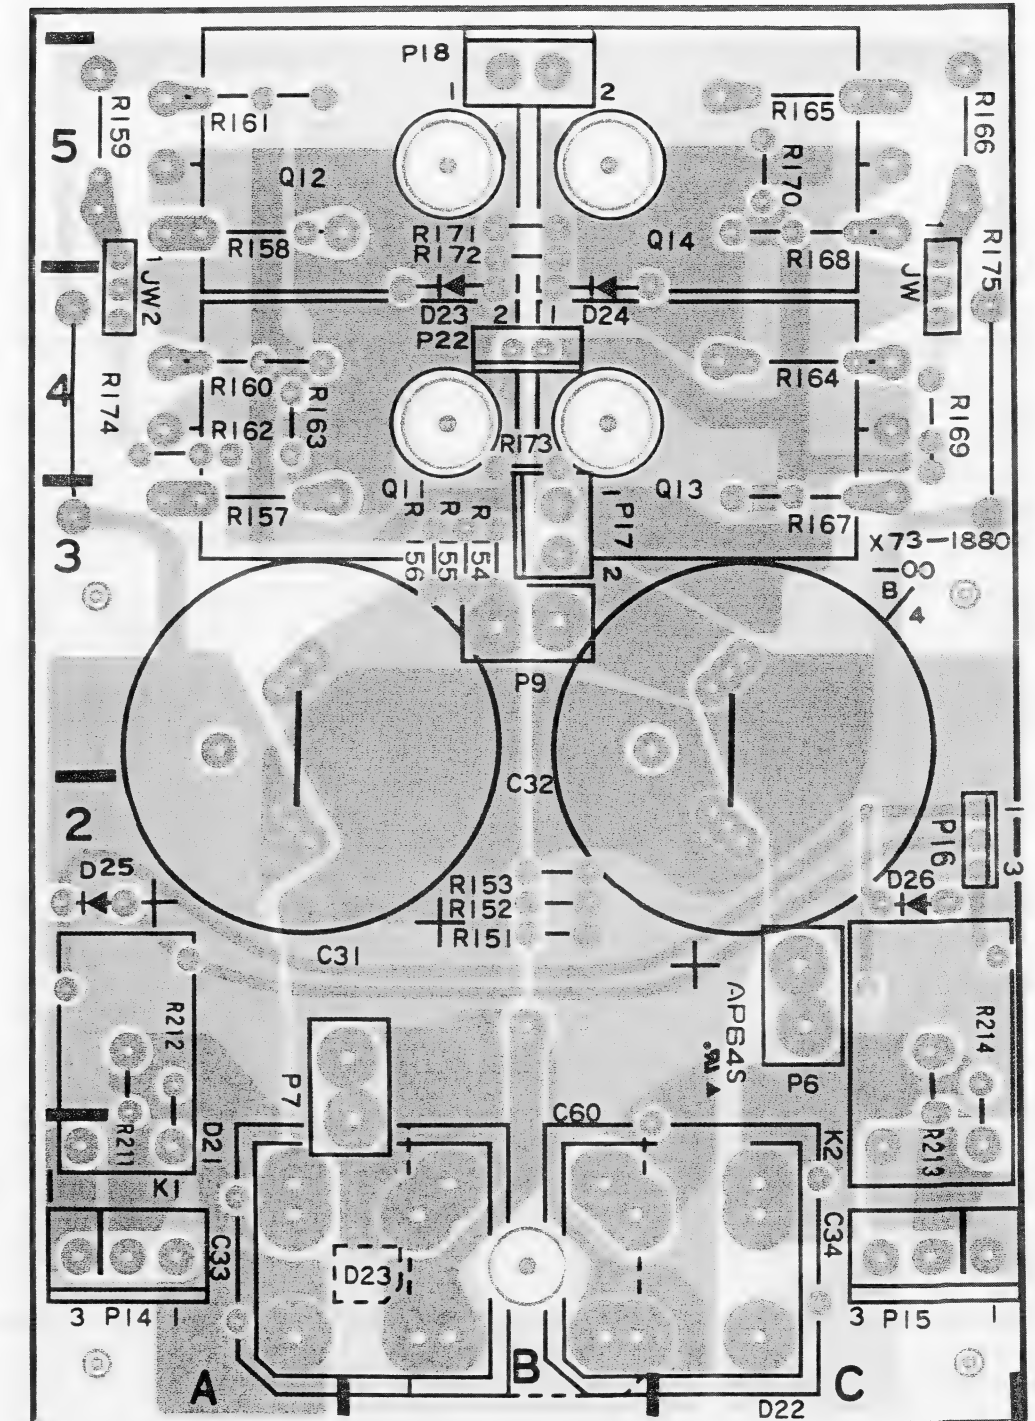 P18
1
2
R159
R161
R165
R166
5
Q12
R170
R171
R158
R172
Q14
R168
R175
1
JW2
1
JW
D23
2
1
D24
P22
R160
R164
4
R174
R162
R163
R173
R169
Q11
Q13
R157
R
R
R
1
P17
R167
156
155
154
2
X73-1880
-00
B
4
3
P9
C32
2
1
P16
3
D25
R153
D26
R152
R151
C31
R212
APB4S
R214
P7
P6
C60
R211
D21
K2
R213
K1
1
C33
C34
D23
3 P14 1
3 P15 1
A
B
C
D22